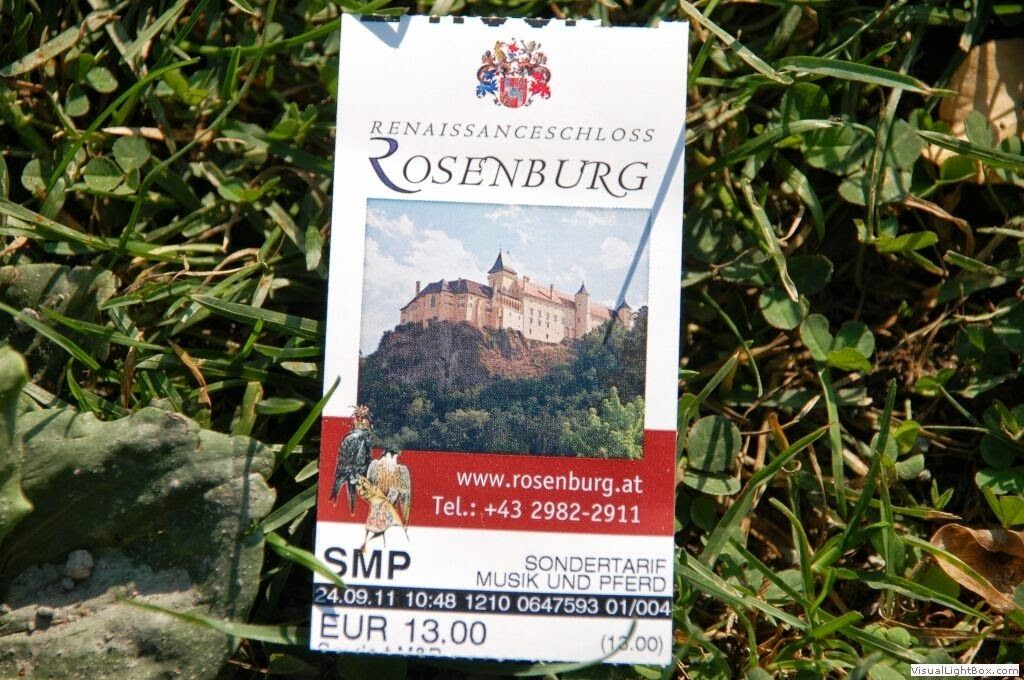 RENAISSANCESCHLOSS
ROSENBURG
www.rosenburg.at
Tel.: +43 2982-2911
SMP
SONDERTARIF
MUSIK UND PFERD
24.09.11 10:48 1210 0647593 01/004
EUR 13.00 (13.00)
VisualLightBox.com